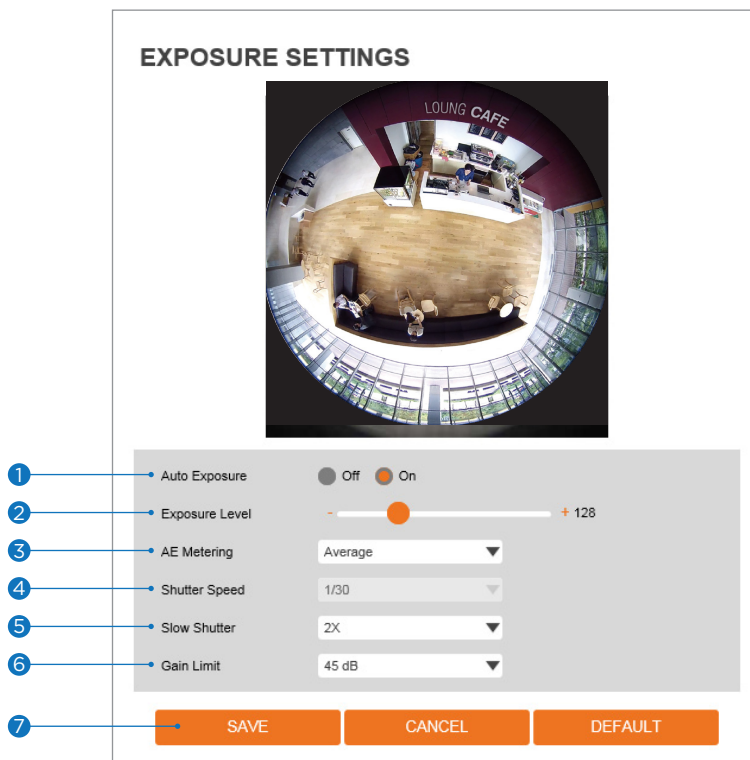 EXPOSURE SETTINGS
LOUNG CAFE
1 Auto Exposure Off On
2 Exposure Level - + 128
3 AE Metering Average
4 Shutter Speed 1/30
5 Slow Shutter 2X
6 Gain Limit 45 dB
7 SAVE CANCEL DEFAULT